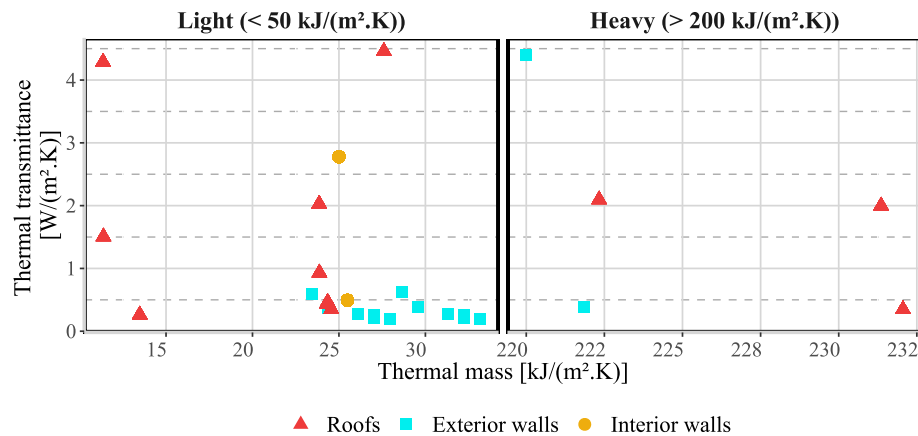 Light (< 50 kJ/(m².K))
Heavy (> 200 kJ/(m².K))
Thermal transmittance
[W/(m².K)]
4
3
2
1
0
15 20 25 30 220 222 225 228 230 232
Thermal mass [kJ/(m².K)]
Roofs Exterior walls Interior walls